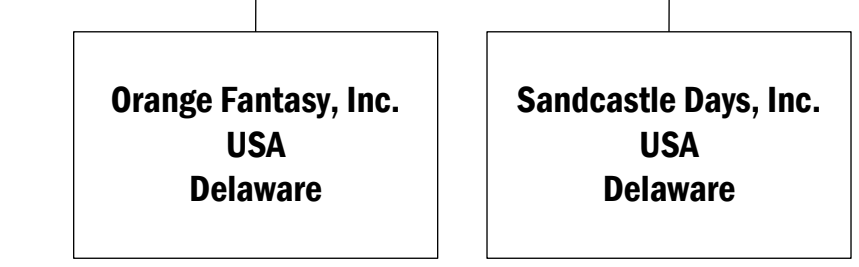 Orange Fantasy, Inc.
USA
Delaware
Sandcastle Days, Inc.
USA
Delaware